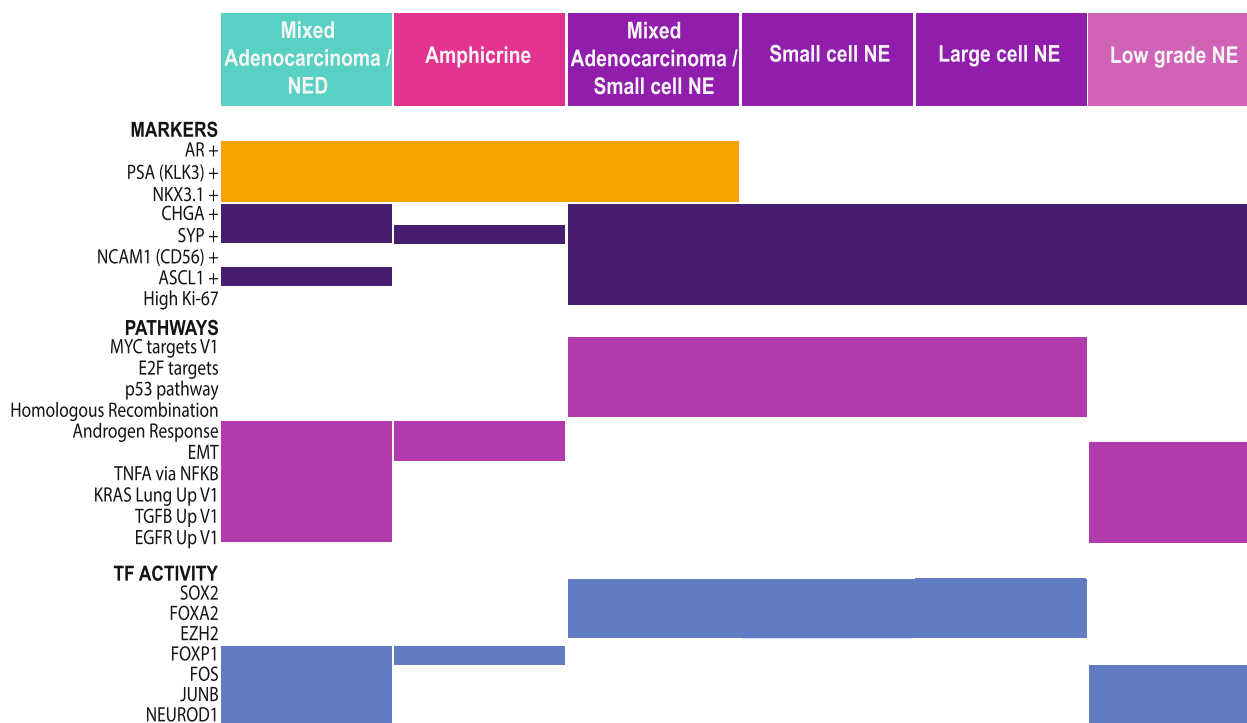 Mixed
Adenocarcinoma /
NED
Amphicrine
Mixed
Adenocarcinoma /
Small cell NE
Small cell NE
Large cell NE
Low grade NE
MARKERS
AR +
PSA (KLK3) +
NKX3.1 +
CHGA +
SYP +
NCAM1 (CD56) +
ASCL1 +
High Ki-67
PATHWAYS
MYC targets V1
E2F targets
p53 pathway
Homologous Recombination
Androgen Response
EMT
TNFA via NFKB
KRAS Lung Up V1
TGFB Up V1
EGFR Up V1
TF ACTIVITY
SOX2
FOXA2
EZH2
FOXP1
FOS
JUNB
NEUROD1